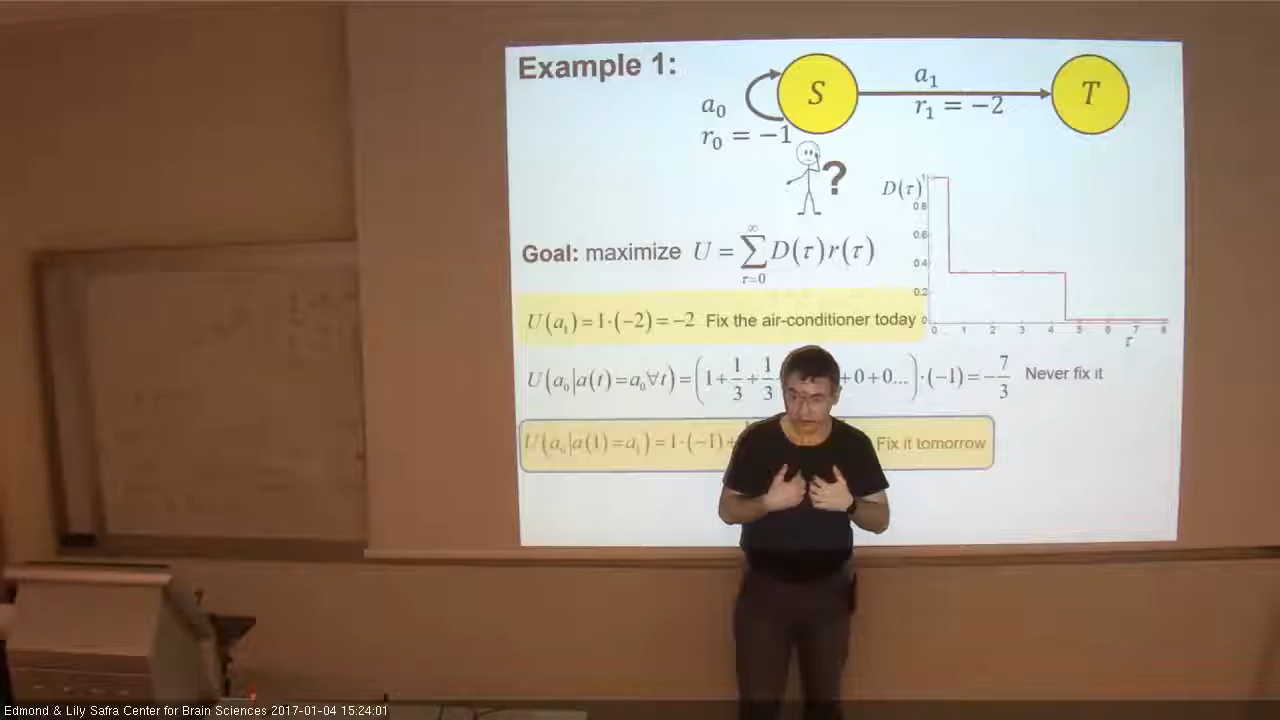 Example 1:
a₀
r₀ = −1
S
a₁
r₁ = −2
T
?
D(τ)
1
0.8
0.6
0.4
0.2
0
0 1 2 3 4 5 6 7 8
τ
Goal: maximize U = ∑_{τ=0}^{∞} D(τ)r(τ)
U(a₁) = 1·(−2) = −2 Fix the air-conditioner today
U(a₀|a(t) = a₀∀t) = (1 + 1/3 + 1/3 + 0 + 0...)·(−1) = −7/3 Never fix it
U(a₀|a(1) = a₁) = 1·(−1) + Fix it tomorrow
Edmond & Lily Safra Center for Brain Sciences 2017-01-04 15:24:01